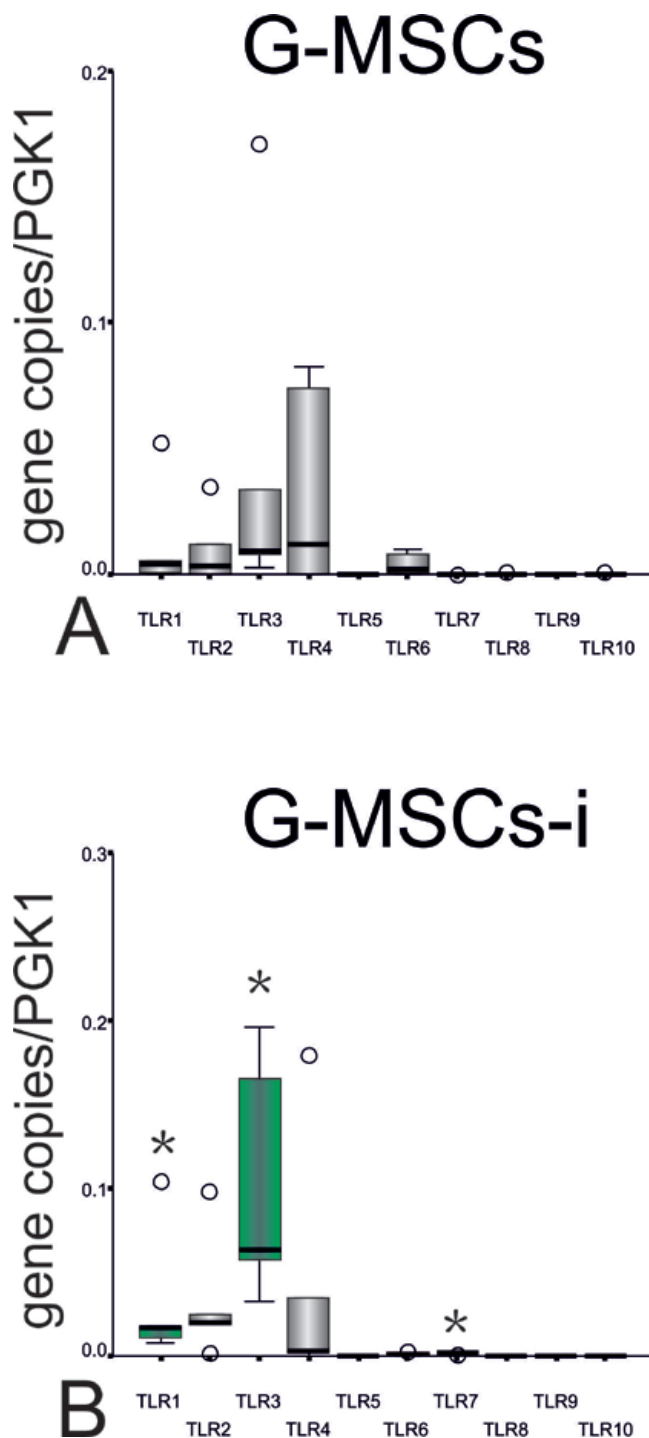 G-MSCs
gene copies/PGK1
0.2
0.1
0.0
TLR1 TLR3 TLR5 TLR7 TLR9
TLR2 TLR4 TLR6 TLR8 TLR10
A
G-MSCs-i
gene copies/PGK1
0.3
0.2
0.1
0.0
*
*
*
TLR1 TLR3 TLR5 TLR7 TLR9
TLR2 TLR4 TLR6 TLR8 TLR10
B